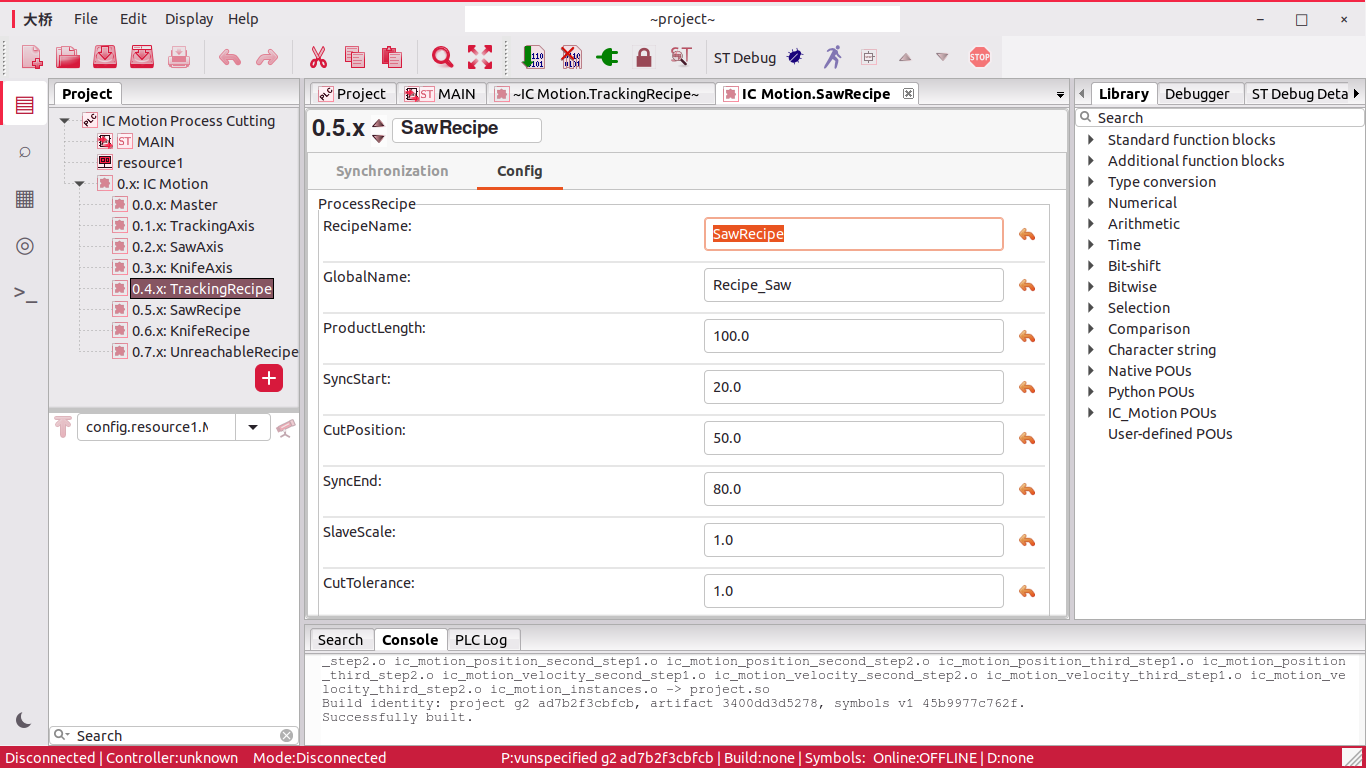 大桥 File Edit Display Help
~project~
ST Debug
STOP
Project
IC Motion Process Cutting
ST MAIN
resource1
0.x: IC Motion
0.0.x: Master
0.1.x: TrackingAxis
0.2.x: SawAxis
0.3.x: KnifeAxis
0.4.x: TrackingRecipe
0.5.x: SawRecipe
0.6.x: KnifeRecipe
0.7.x: UnreachableRecipe
config.resource1.M
Search
Project ST MAIN ~IC Motion.TrackingRecipe~ IC Motion.SawRecipe
0.5.x SawRecipe
Synchronization Config
ProcessRecipe
RecipeName: SawRecipe
GlobalName: Recipe_Saw
ProductLength: 100.0
SyncStart: 20.0
CutPosition: 50.0
SyncEnd: 80.0
SlaveScale: 1.0
CutTolerance: 1.0
Library Debugger ST Debug Deta
Search
Standard function blocks
Additional function blocks
Type conversion
Numerical
Arithmetic
Time
Bit-shift
Bitwise
Selection
Comparison
Character string
Native POUs
Python POUs
IC_Motion POUs
User-defined POUs
Search Console PLC Log
_step2.o ic_motion_position_second_step1.o ic_motion_position_second_step2.o ic_motion_position_third_step1.o ic_motion_position
_third_step2.o ic_motion_velocity_second_step1.o ic_motion_velocity_second_step2.o ic_motion_velocity_third_step1.o ic_motion_ve
locity_third_step2.o ic_motion_instances.o -> project.so
Build identity: project g2 ad7b2f3cbfcb, artifact 3400dd3d5278, symbols v1 45b9977c762f.
Successfully built.
Disconnected | Controller:unknown Mode:Disconnected P:vunspecified g2 ad7b2f3cbfcb | Build:none | Symbols: Online:OFFLINE | D:none